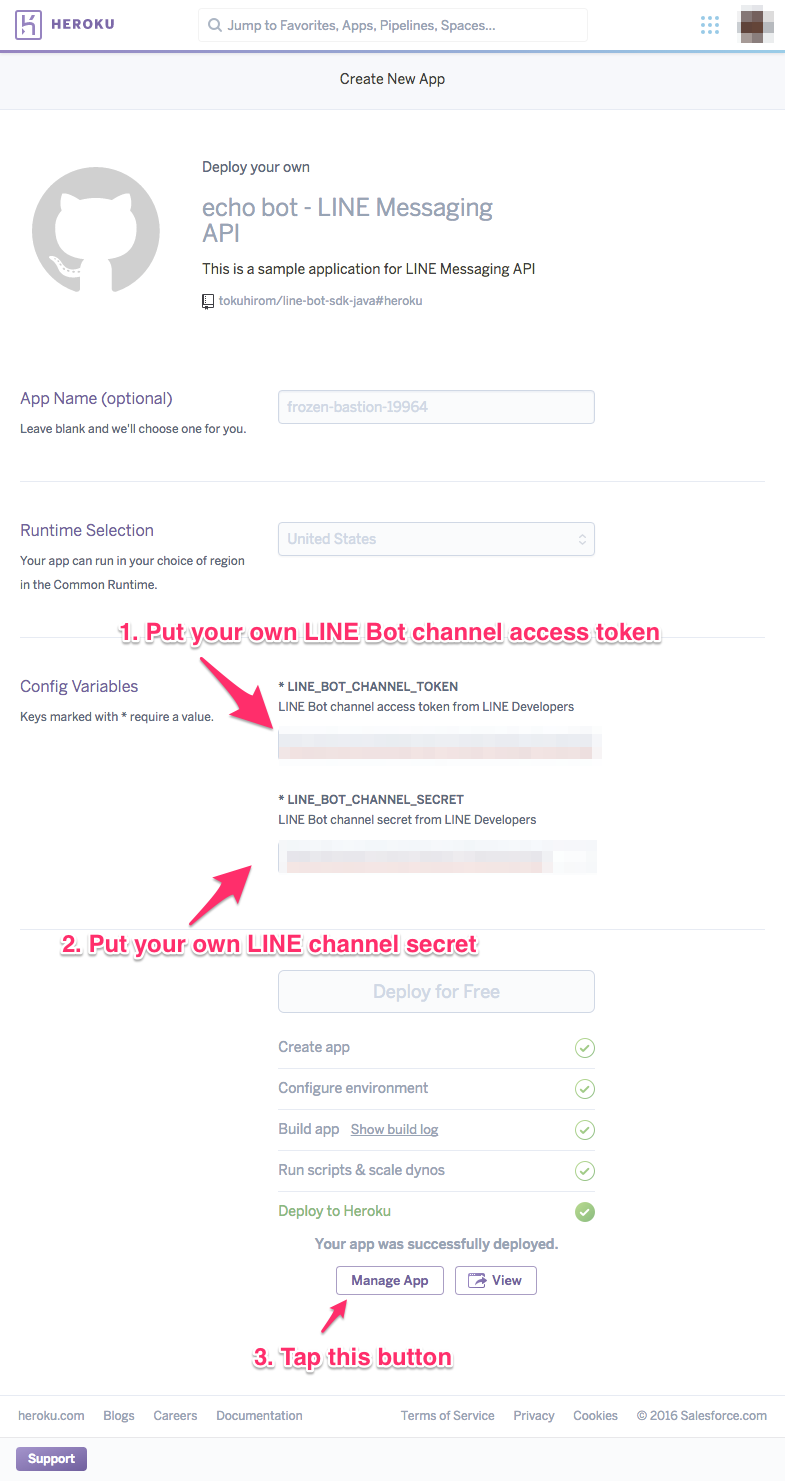 HEROKU
Jump to Favorites, Apps, Pipelines, Spaces...
Create New App
Deploy your own
echo bot - LINE Messaging
API
This is a sample application for LINE Messaging API
tokuhirom/line-bot-sdk-java#heroku
App Name (optional)
Leave blank and we'll choose one for you.
frozen-bastion-19964
Runtime Selection
Your app can run in your choice of region
in the Common Runtime.
United States
1. Put your own LINE Bot channel access token
Config Variables
Keys marked with * require a value.
* LINE_BOT_CHANNEL_TOKEN
LINE Bot channel access token from LINE Developers
* LINE_BOT_CHANNEL_SECRET
LINE Bot channel secret from LINE Developers
2. Put your own LINE channel secret
Deploy for Free
Create app
Configure environment
Build app Show build log
Run scripts & scale dynos
Deploy to Heroku
Your app was successfully deployed.
Manage App View
3. Tap this button
heroku.com Blogs Careers Documentation Terms of Service Privacy Cookies © 2016 Salesforce.com
Support